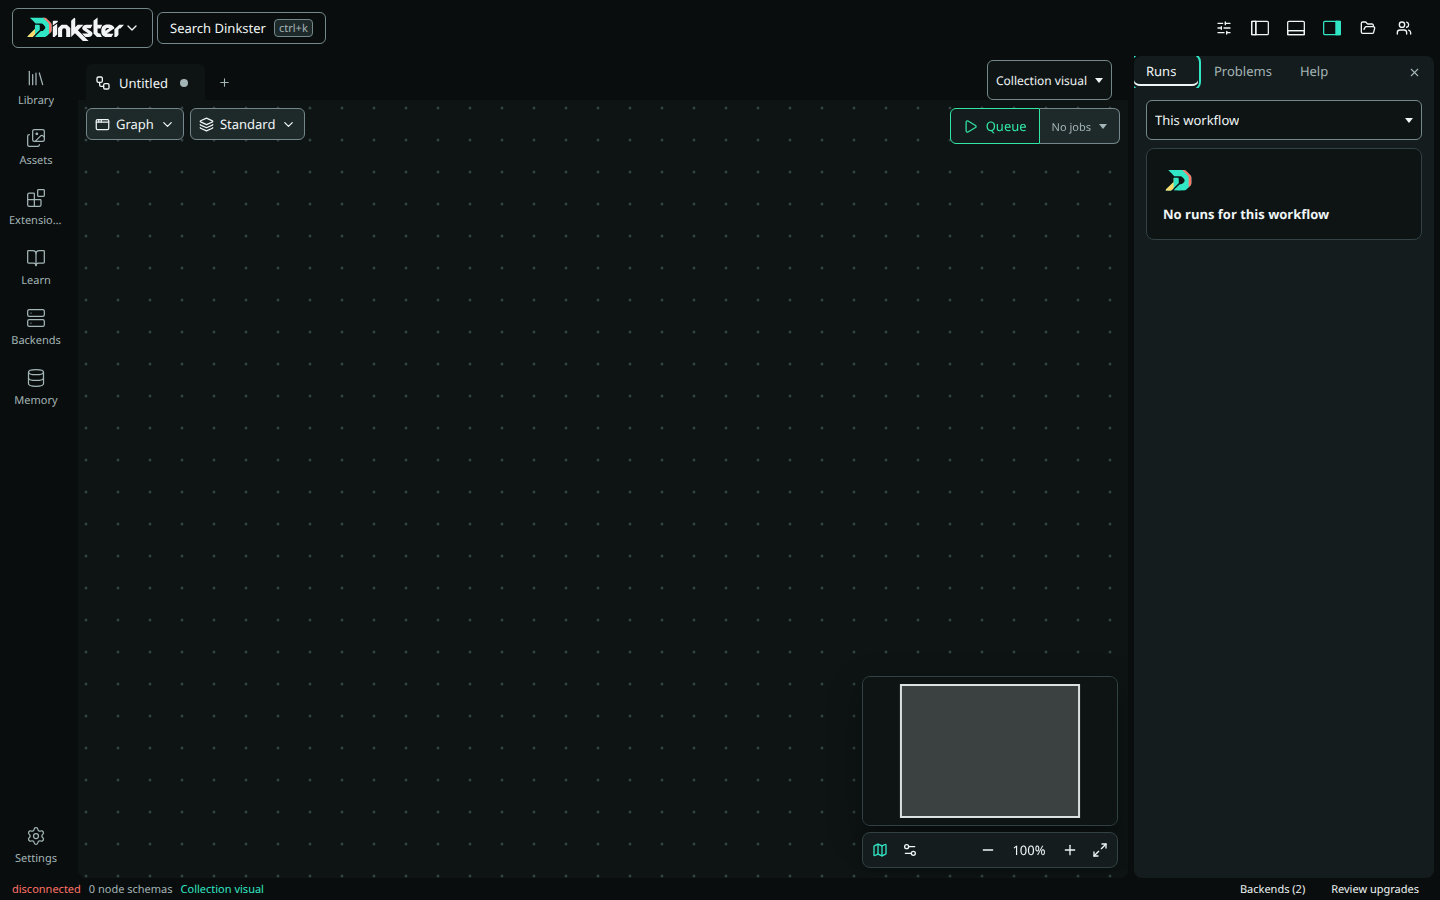 Dinkster
Search Dinkster ctrl+k
Library
Assets
Extensio...
Learn
Backends
Memory
Settings
Untitled
Collection visual
Graph
Standard
Queue
No jobs
100%
Runs
Problems
Help
This workflow
No runs for this workflow
disconnected 0 node schemas Collection visual
Backends (2)
Review upgrades